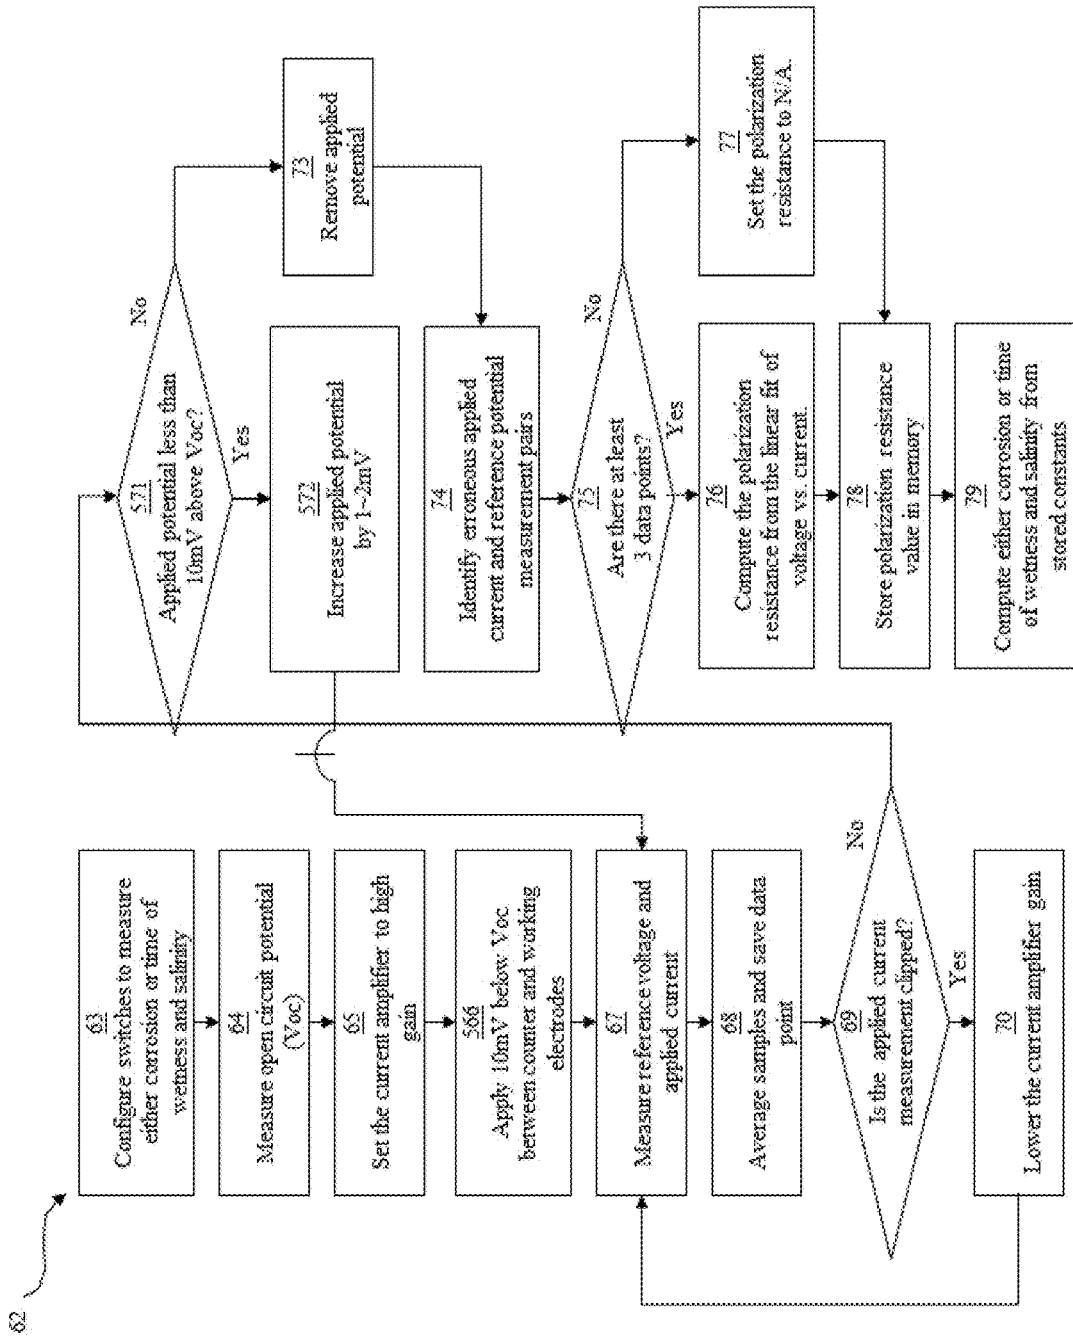 62
63
Configure switches to measure
either corrosion or time of
wetness and salinity
64
Measure open circuit potential
(Voc)
65
Set the current amplifier to high
gain
566
Apply 10mV below Voc
between counter and working
electrodes
67
Measure reference voltage and
applied current
68
Average samples and save data
point
69
Is the applied current
measurement clipped?
No
Yes
70
Lower the current amplifier gain
571
Applied potential less than
10mV above Voc?
No
Yes
572
Increase applied potential
by 1~2mV
73
Remove applied
potential
74
Identify erroneous applied
current and reference potential
measurement pairs
75
Are there at least
3 data points?
No
Yes
76
Compute the polarization
resistance from the linear fit of
voltage vs. current.
77
Set the polarization
resistance to N/A.
78
Store polarization resistance
value in memory
79
Compute either corrosion or time
of wetness and salinity from
stored constants